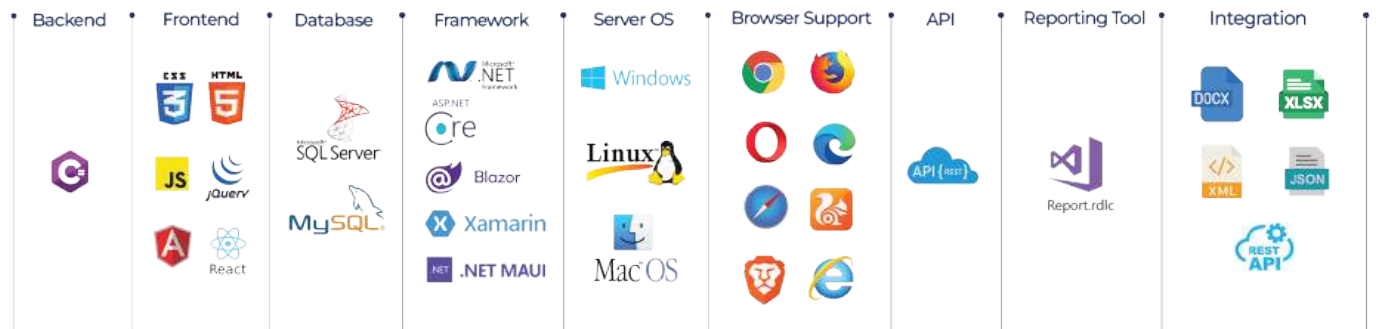 Backend
Frontend
Database
Framework
Server OS
Browser Support
API
Reporting Tool
Integration
C#
CSS
3
HTML
5
JS
jQuery
React
Microsoft
SQL Server
MySQL
Microsoft
.NET
Framework
ASP.NET
Core
@
Blazor
Xamarin
.NET
.NET MAUI
Windows
Linux
Mac OS
API {REST}
Report.rdlc
DOCX
XLSX
</>
XML
JSON
REST
API